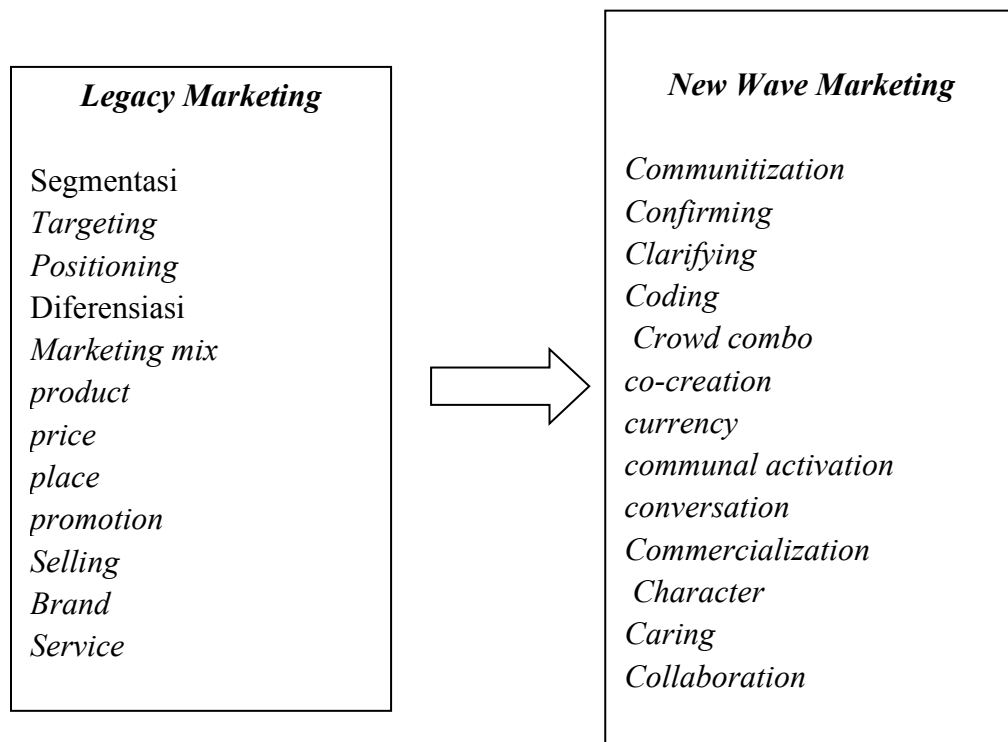 Legacy Marketing
Segmentasi
Targeting
Positioning
Diferensiasi
Marketing mix
product
price
place
promotion
Selling
Brand
Service
New Wave Marketing
Communitization
Confirming
Clarifying
Coding
Crowd combo
co-creation
currency
communal activation
conversation
Commercialization
Character
Caring
Collaboration